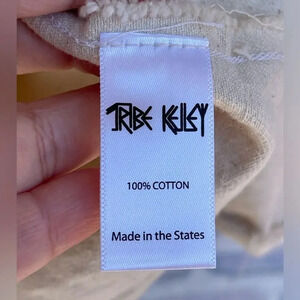 TRIBE KELLEY
100% COTTON
Made in the States